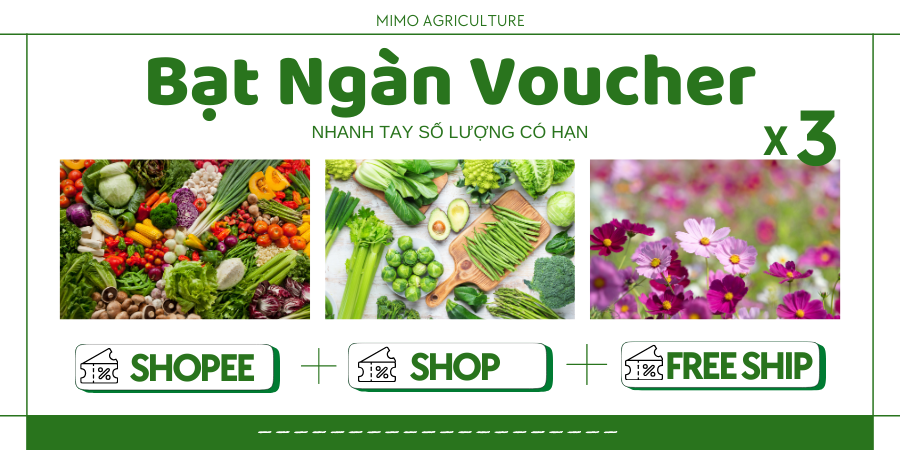 MIMO AGRICULTURE
Bạt Ngàn Voucher
NHANH TAY SỐ LƯỢNG CÓ HẠN
x 3
% SHOPEE + % SHOP + % FREE SHIP